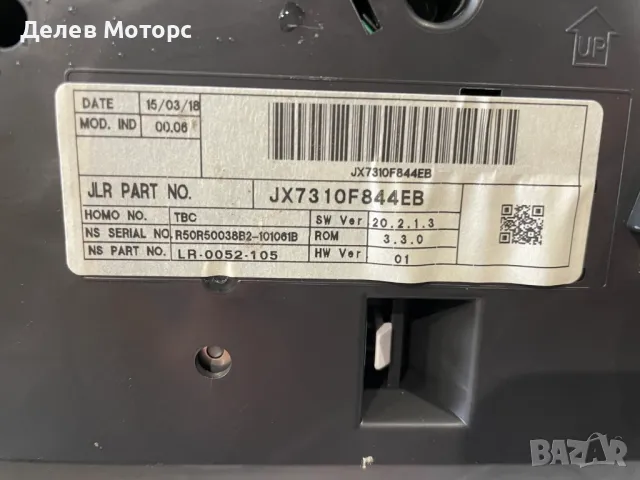 Делев Моторс
UP
DATE 15/03/18
MOD. IND 00.06
JX7310F844EB
JLR PART NO. JX7310F844EB
HOMO NO. TBC SW Ver 20.2.1.3
NS SERIAL NO. R50R50038B2-101061B ROM 3.3.0
NS PART NO. LR-0052-105 HW Ver 01
BAZAR